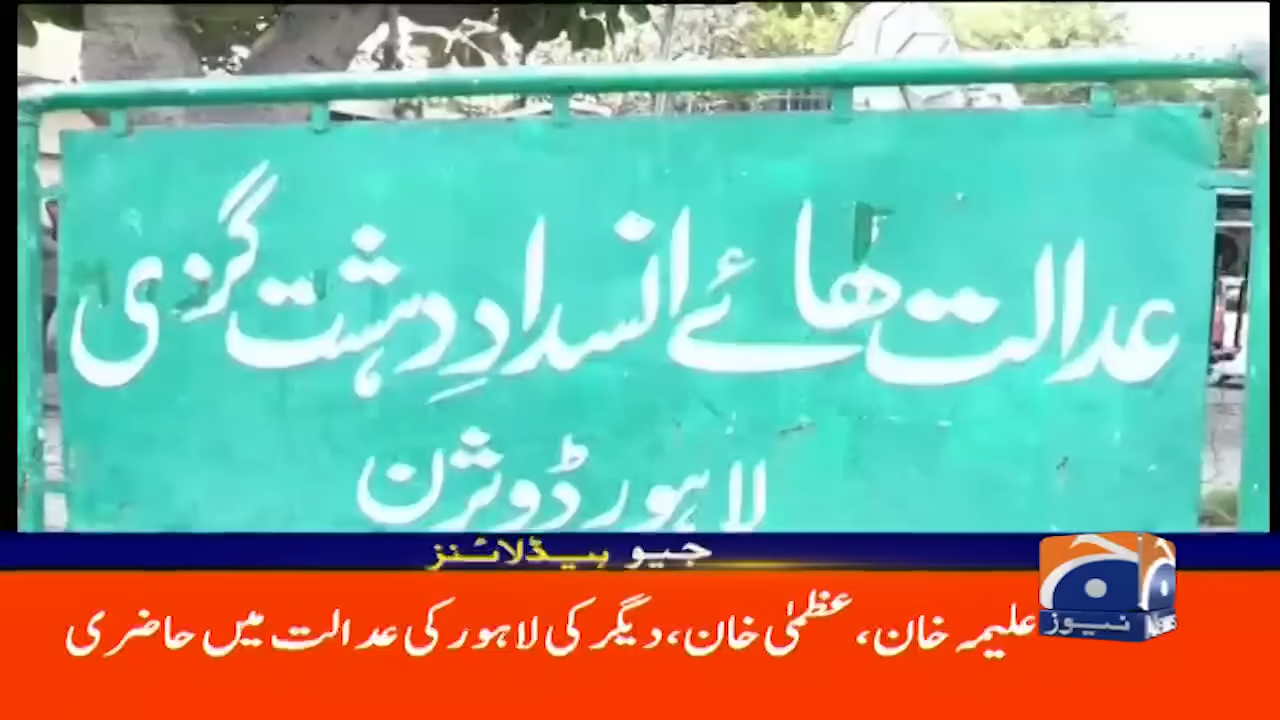 عدالت ھائے انسدادِ دہشت گردی
لاہور ڈویژن
جیو ہیڈلائنز
علیمہ خان، عظمیٰ خان، دیگر کی لاہور کی عدالت میں حاضری
نیوز News